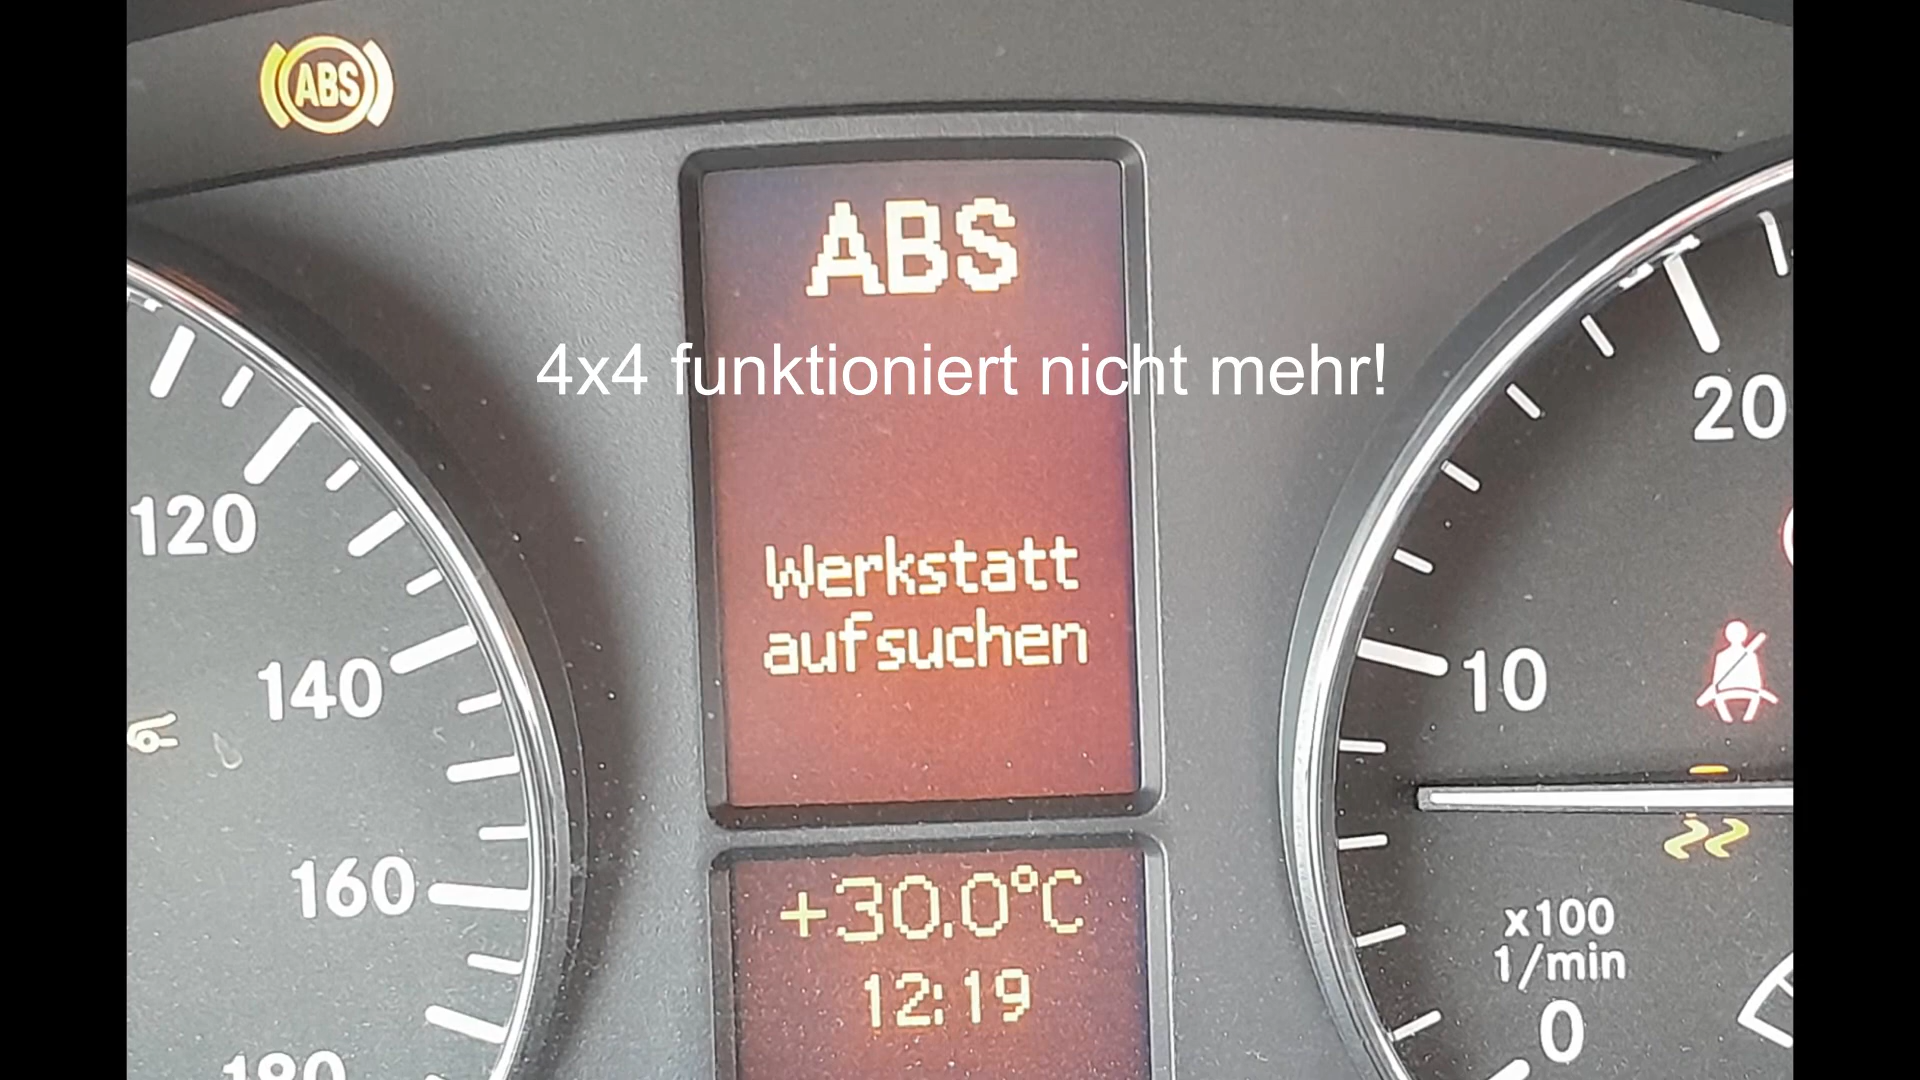 ABS
ABS
4x4 funktioniert nicht mehr!
Werkstatt
aufsuchen
120
140
160
180
20
10
0
x100
1/min
+30.0°C
12:19